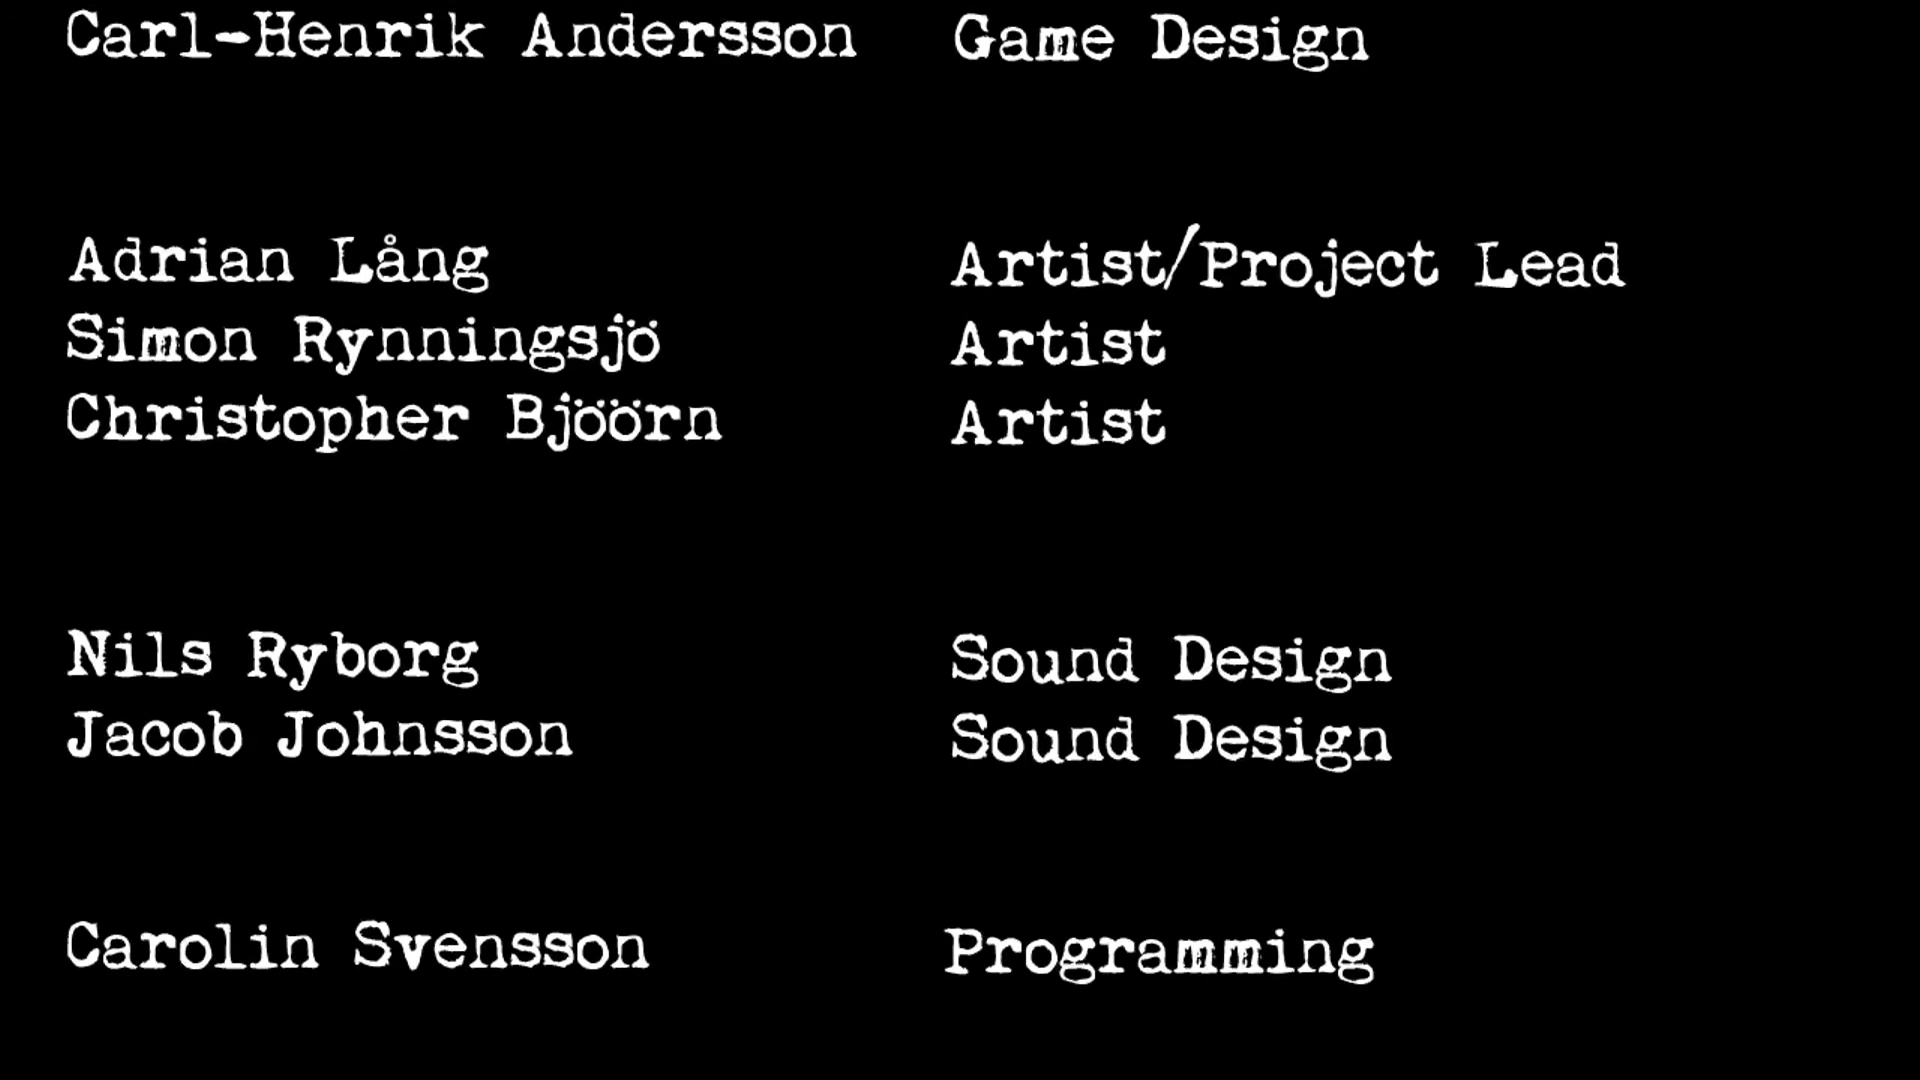 Carl-Henrik Andersson Game Design
Adrian Lång Artist/Project Lead
Simon Rynningsjö Artist
Christopher Bjöörn Artist
Nils Ryborg Sound Design
Jacob Johnsson Sound Design
Carolin Svensson Programming